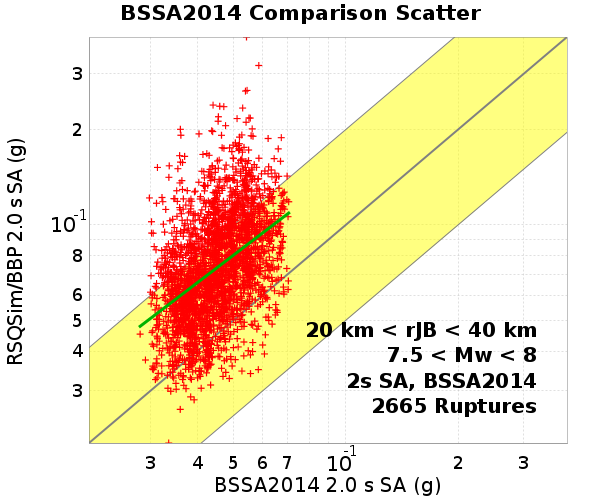 BSSA2014 Comparison Scatter
RSQSim/BBP 2.0 s SA (g)
3
2
10^-1
8
6
5
4
3
20 km < rJB < 40 km
7.5 < Mw < 8
2s SA, BSSA2014
2665 Ruptures
3 4 5 6 7 10^-1 2 3
BSSA2014 2.0 s SA (g)